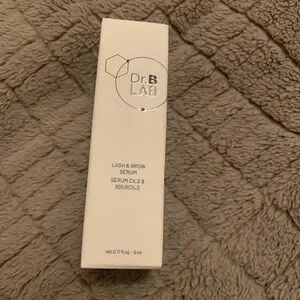 Dr.B
LAB
LASH & BROW
SERUM
SERUM CILS &
SOURCILS
net 0.17 fl.oz. - 5 ml